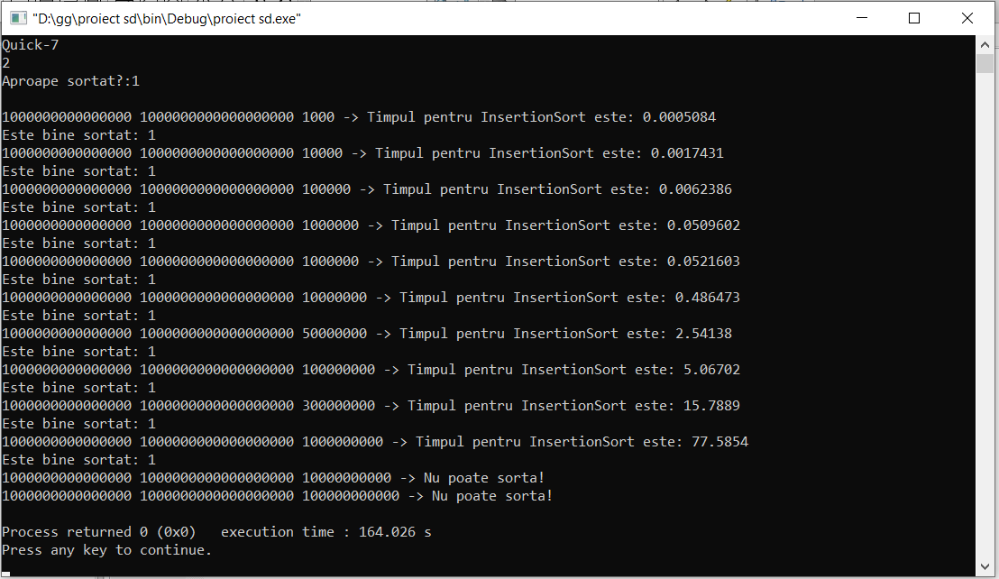 "D:\gg\proiect sd\bin\Debug\proiect sd.exe"
Quick-7
2
Aproape sortat?:1
1000000000000000 1000000000000000000 1000 -> Timpul pentru InsertionSort este: 0.0005084
Este bine sortat: 1
1000000000000000 1000000000000000000 10000 -> Timpul pentru InsertionSort este: 0.0017431
Este bine sortat: 1
1000000000000000 1000000000000000000 100000 -> Timpul pentru InsertionSort este: 0.0062386
Este bine sortat: 1
1000000000000000 1000000000000000000 1000000 -> Timpul pentru InsertionSort este: 0.0509602
Este bine sortat: 1
1000000000000000 1000000000000000000 1000000 -> Timpul pentru InsertionSort este: 0.0521603
Este bine sortat: 1
1000000000000000 1000000000000000000 10000000 -> Timpul pentru InsertionSort este: 0.486473
Este bine sortat: 1
1000000000000000 1000000000000000000 50000000 -> Timpul pentru InsertionSort este: 2.54138
Este bine sortat: 1
1000000000000000 1000000000000000000 100000000 -> Timpul pentru InsertionSort este: 5.06702
Este bine sortat: 1
1000000000000000 1000000000000000000 300000000 -> Timpul pentru InsertionSort este: 15.7889
Este bine sortat: 1
1000000000000000 1000000000000000000 1000000000 -> Timpul pentru InsertionSort este: 77.5854
Este bine sortat: 1
1000000000000000 1000000000000000000 10000000000 -> Nu poate sorta!
1000000000000000 1000000000000000000 100000000000 -> Nu poate sorta!
Process returned 0 (0x0)   execution time : 164.026 s
Press any key to continue.